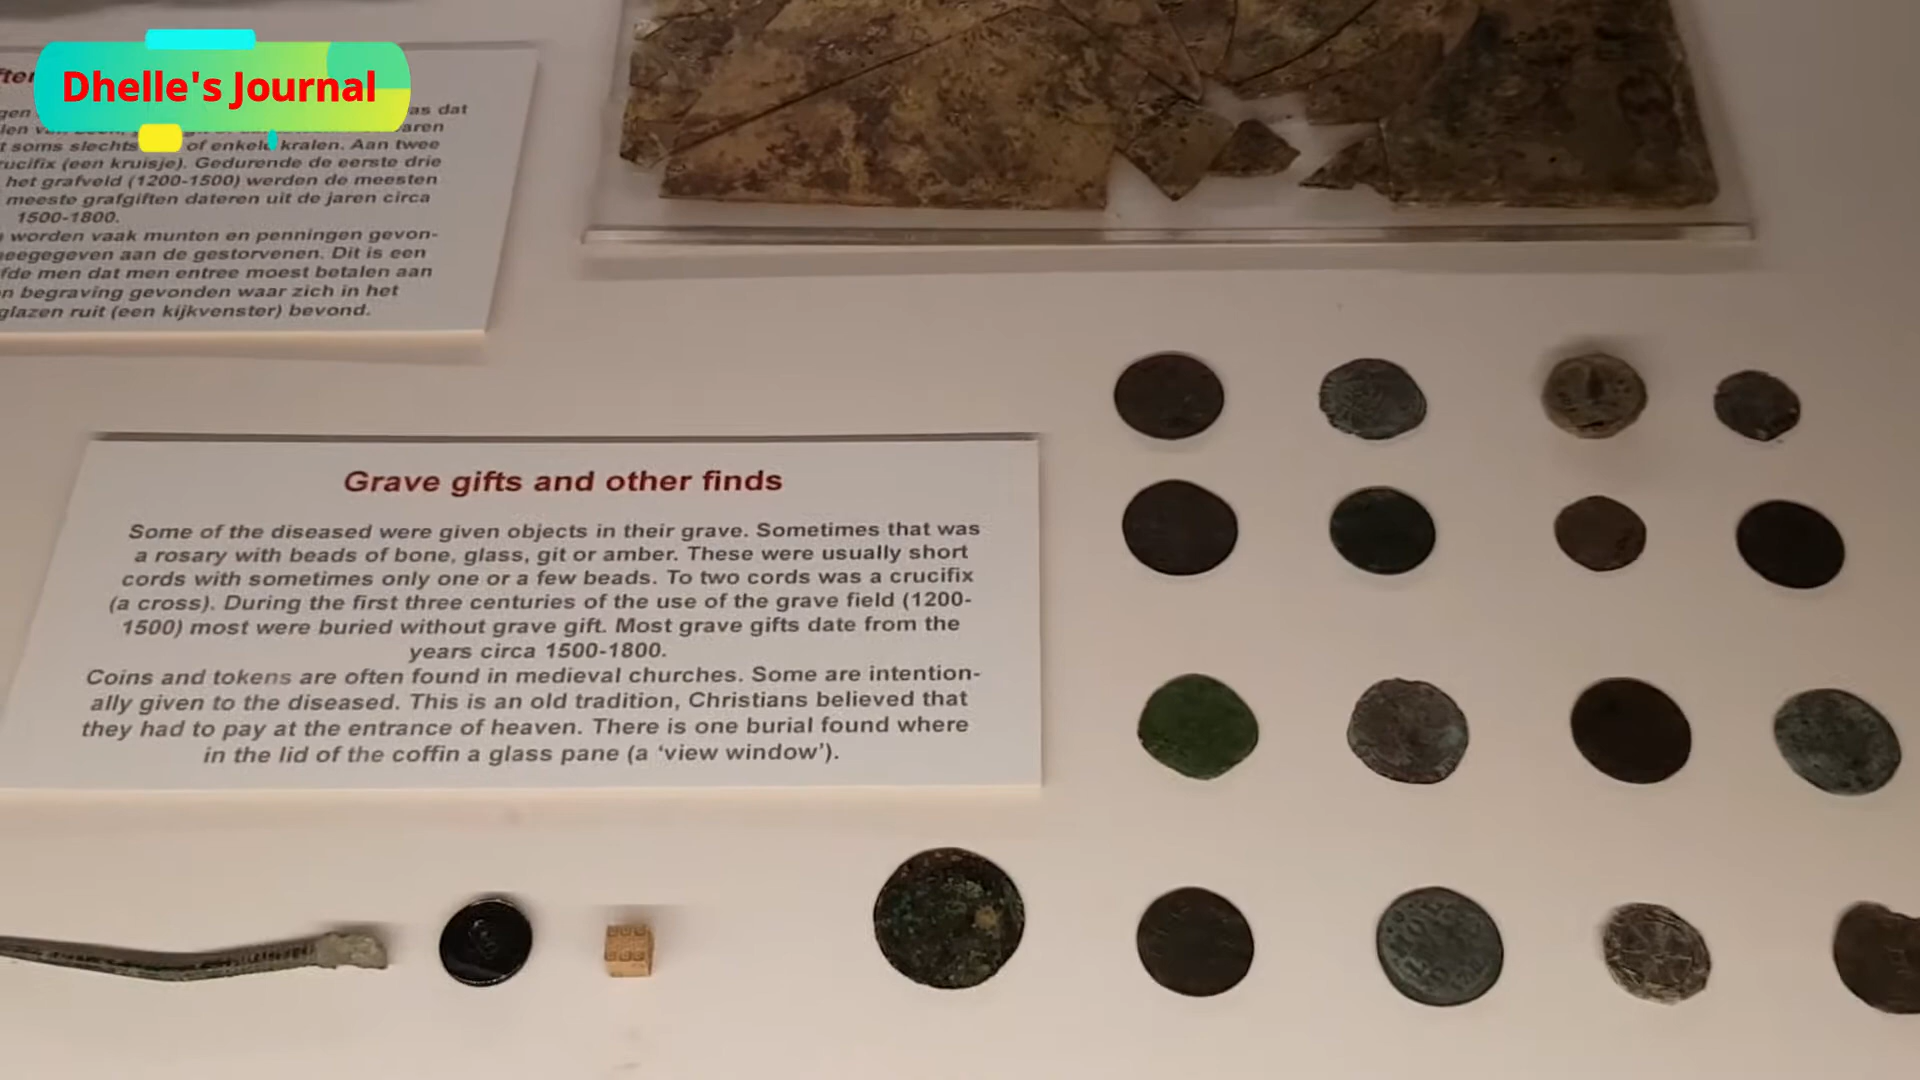 Dhelle's Journal
as dat
aren
t soms slechts of enkele kralen. Aan twee
rucifix (een kruisje). Gedurende de eerste drie
het grafveld (1200-1500) werden de meesten
meeste grafgiften dateren uit de jaren circa
1500-1800.
worden vaak munten en penningen gevon-
eegegeven aan de gestorvenen. Dit is een
fde men dat men entree moest betalen aan
n begraving gevonden waar zich in het
glazen ruit (een kijkvenster) bevond.
Grave gifts and other finds
Some of the diseased were given objects in their grave. Sometimes that was
a rosary with beads of bone, glass, git or amber. These were usually short
cords with sometimes only one or a few beads. To two cords was a crucifix
(a cross). During the first three centuries of the use of the grave field (1200-
1500) most were buried without grave gift. Most grave gifts date from the
years circa 1500-1800.
Coins and tokens are often found in medieval churches. Some are intention-
ally given to the diseased. This is an old tradition, Christians believed that
they had to pay at the entrance of heaven. There is one burial found where
in the lid of the coffin a glass pane (a ‘view window’).